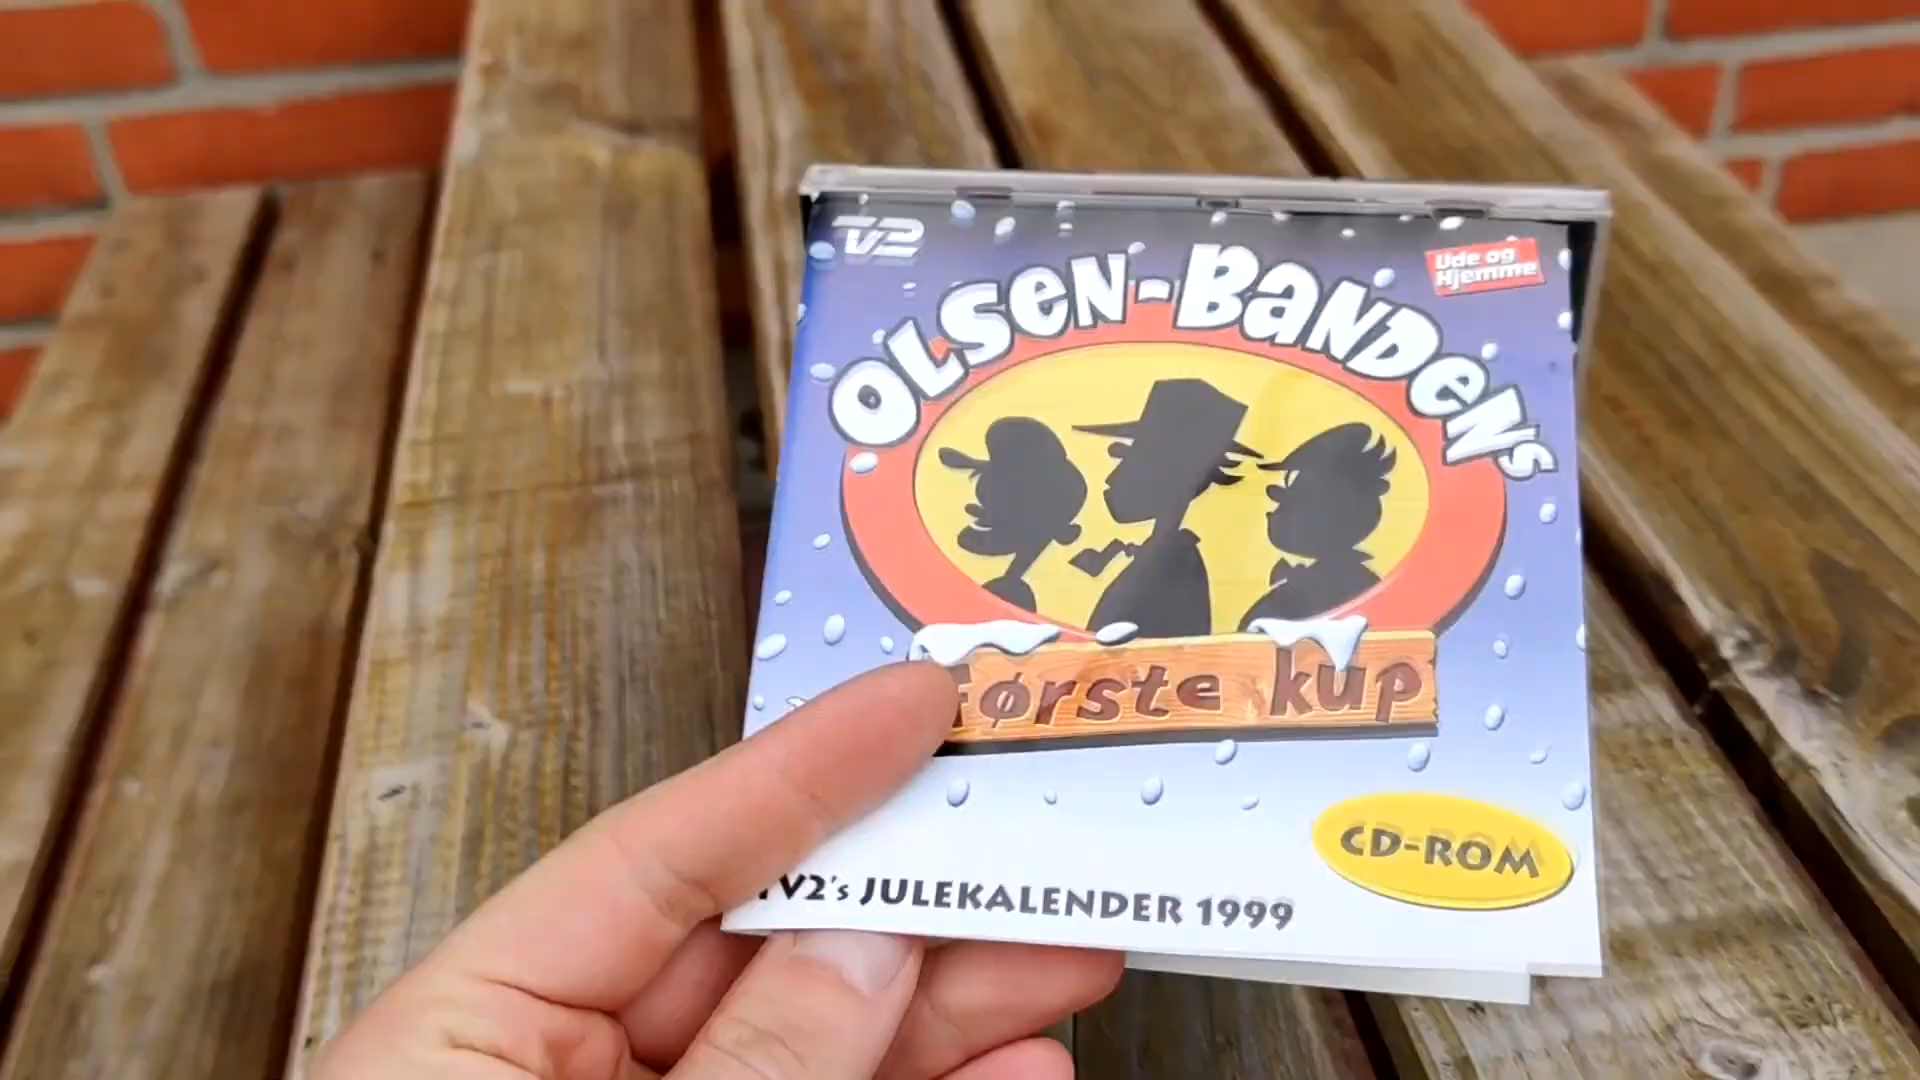 TV2
Ude og
Hjemme
OLSEN-BANDENS
første kup
CD-ROM
TV2's JULEKALENDER 1999